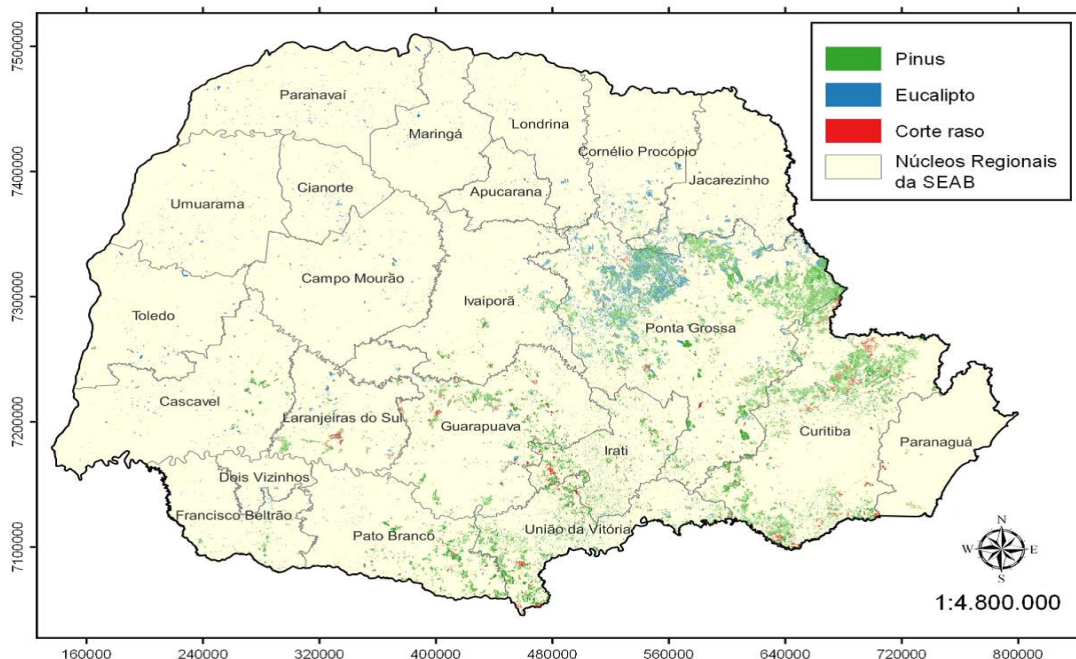 Pinus
Eucalipto
Corte raso
Núcleos Regionais
da SEAB
7500000
7400000
7300000
7200000
7100000
Paranavaí
Maringá
Londrina
Cornélio Procópio
Jacarezinho
Apucarana
Cianorte
Umuarama
Campo Mourão
Ivaiporã
Toledo
Ponta Grossa
Cascavel
Laranjeiras do Sul
Guarapuava
Irati
Curitiba
Paranaguá
Dois Vizinhos
Francisco Beltrão
Pato Branco
União da Vitória
N
W E
S
1:4.800.000
160000 240000 320000 400000 480000 560000 640000 720000 800000